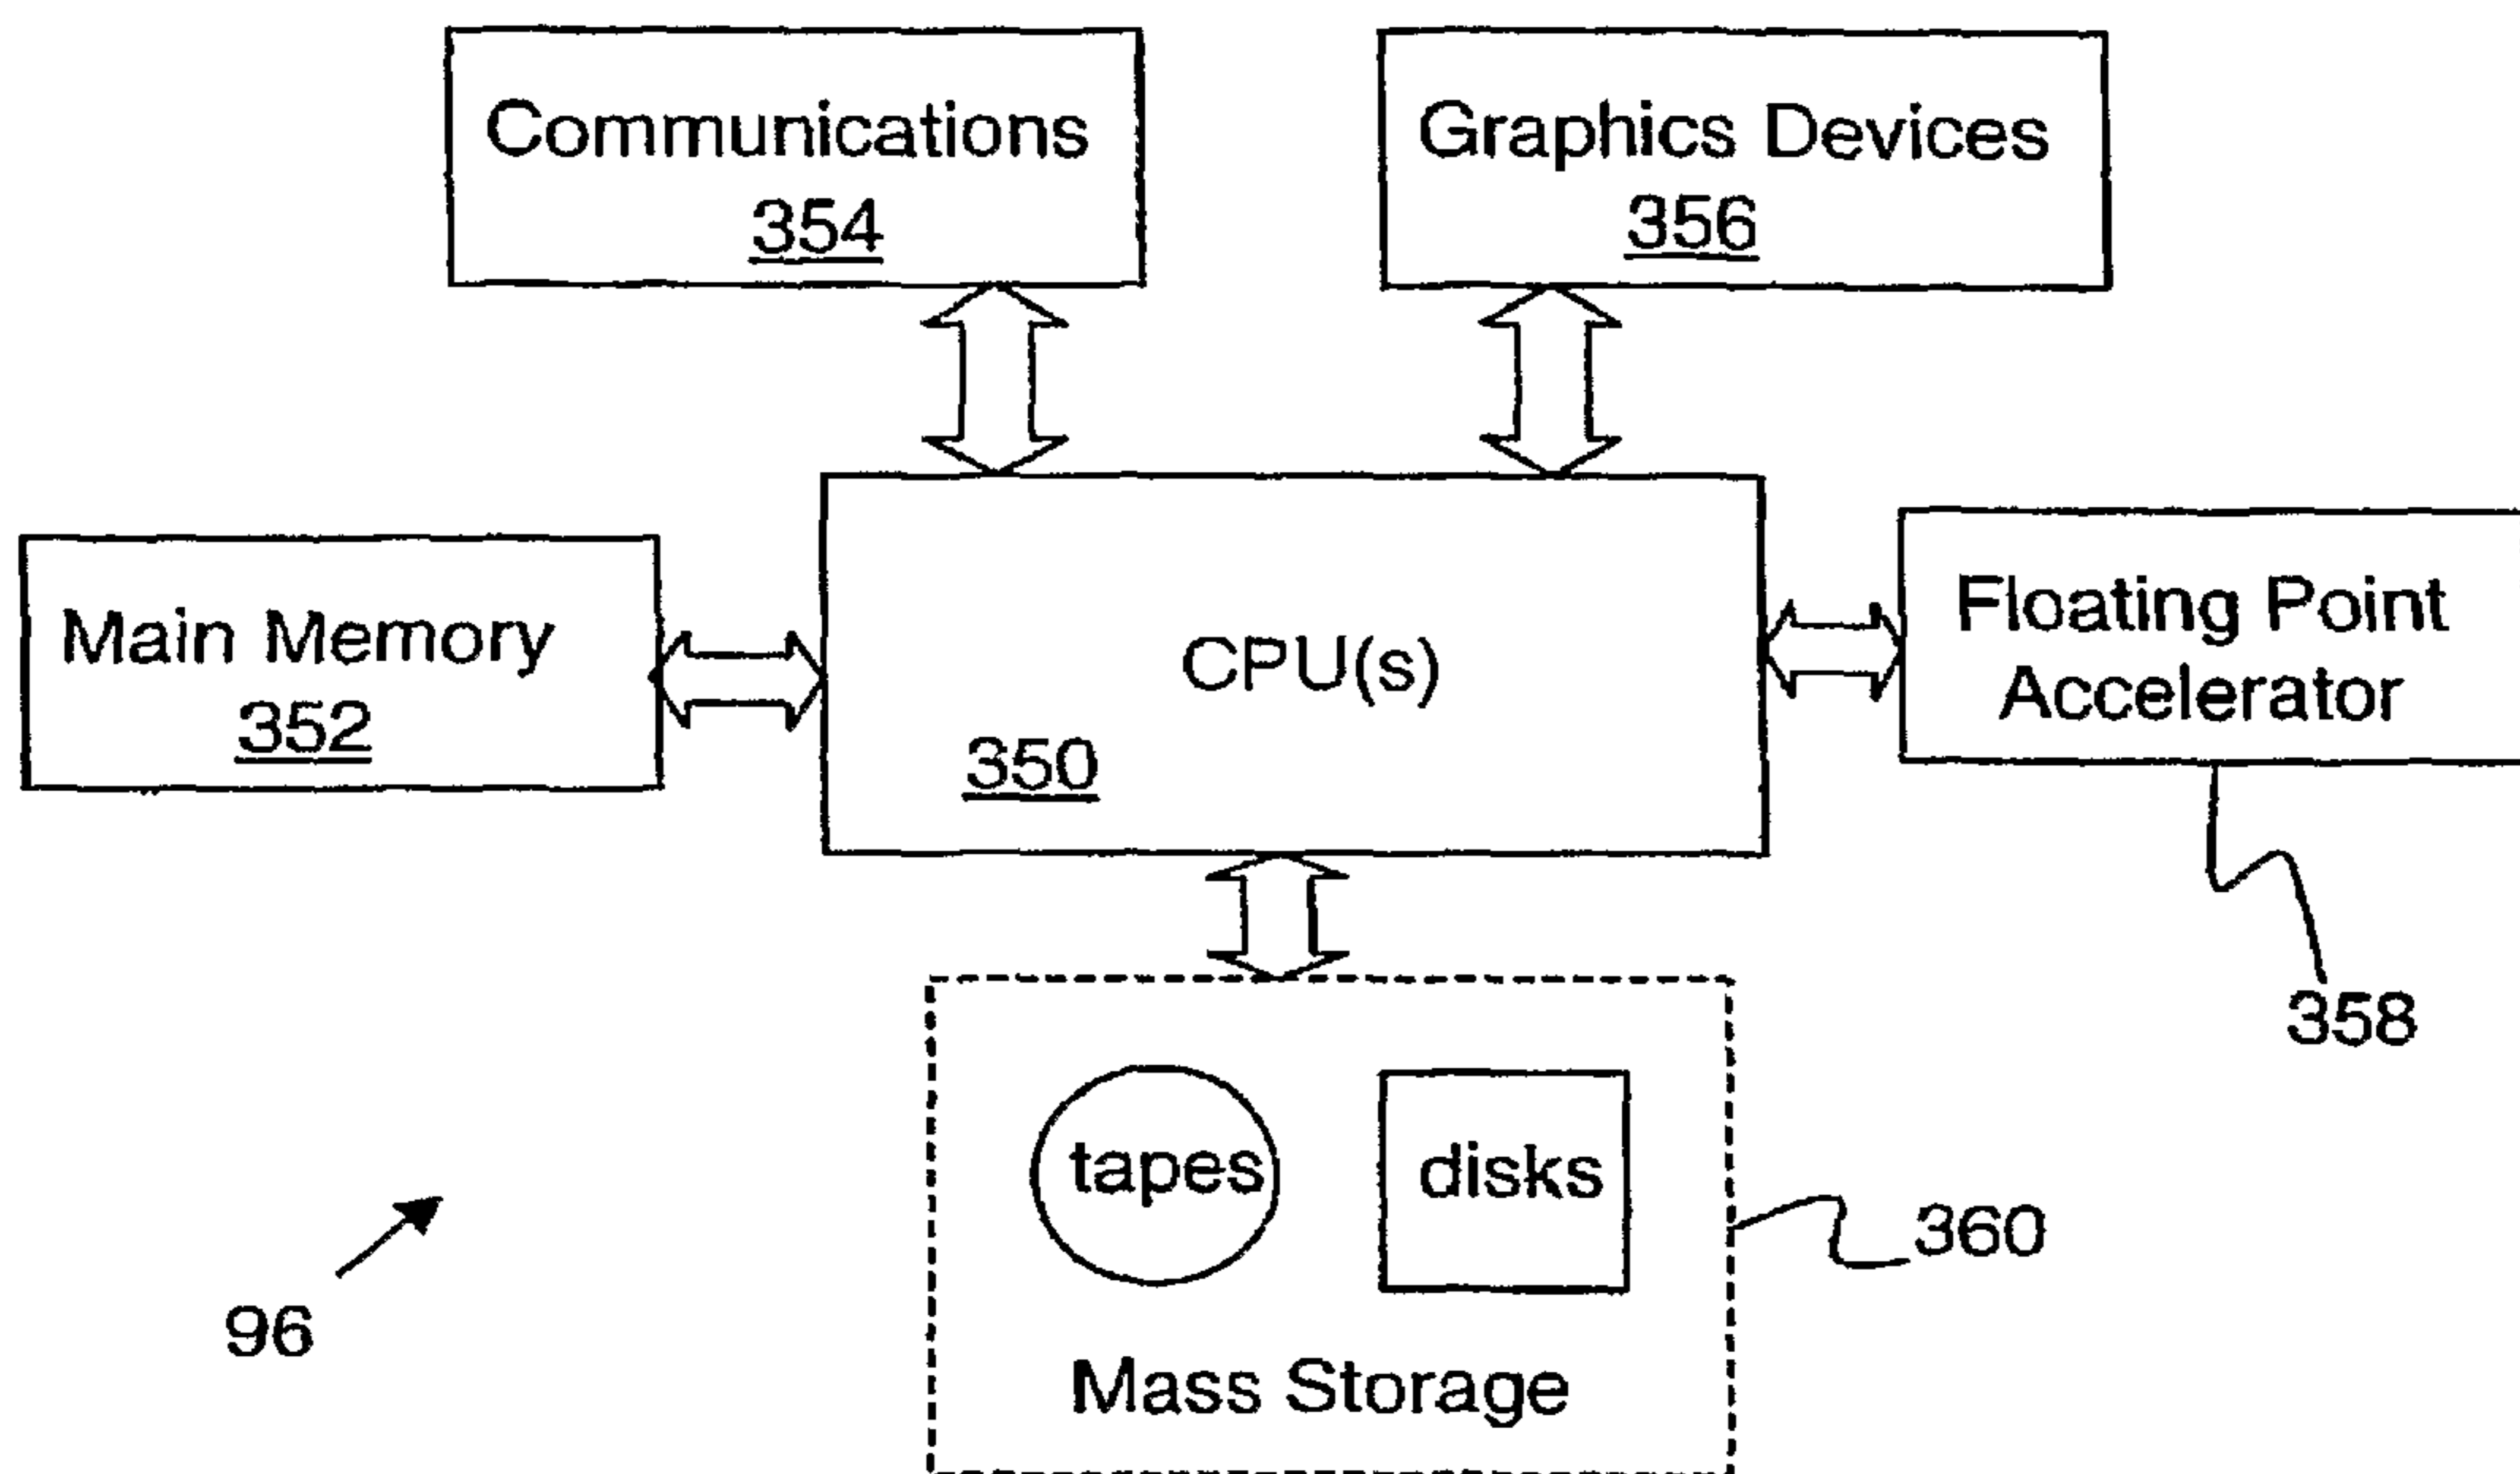 Communications
354
Graphics Devices
356
Main Memory
352
CPU(s)
350
Floating Point
Accelerator
358
tapes
disks
360
Mass Storage
96